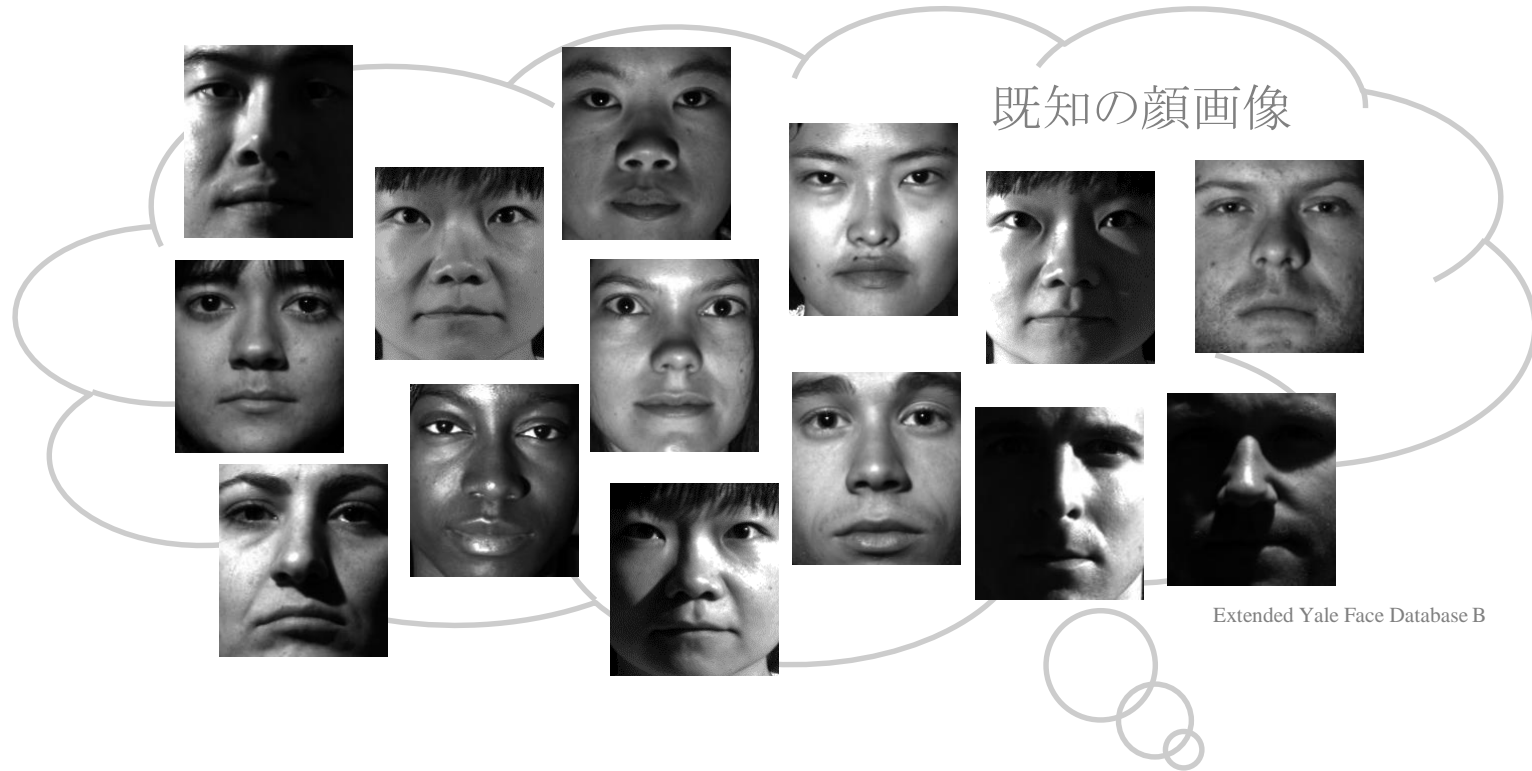 既知の顔画像
Extended Yale Face Database B